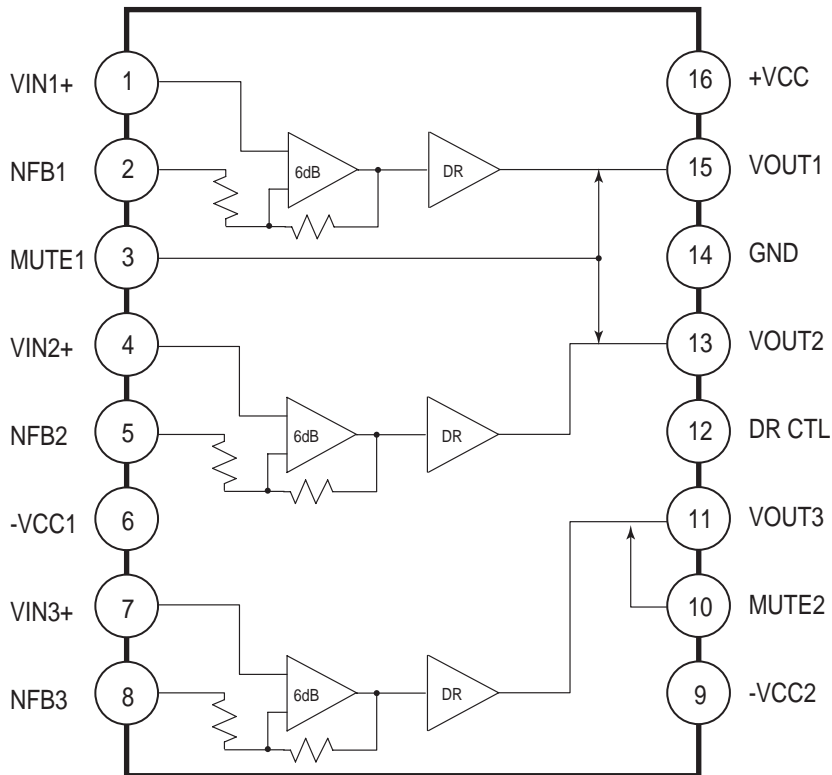 VIN1+ 1
NFB1 2
MUTE1 3
VIN2+ 4
NFB2 5
-VCC1 6
VIN3+ 7
NFB3 8
6dB DR
6dB DR
6dB DR
16 +VCC
15 VOUT1
14 GND
13 VOUT2
12 DR CTL
11 VOUT3
10 MUTE2
9 -VCC2